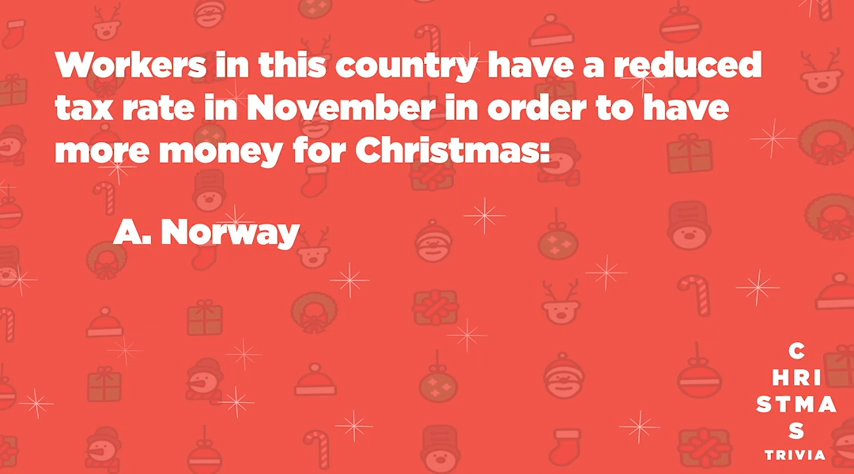 Workers in this country have a reduced
tax rate in November in order to have
more money for Christmas:
A. Norway
C
HRI
STMA
S
TRIVIA